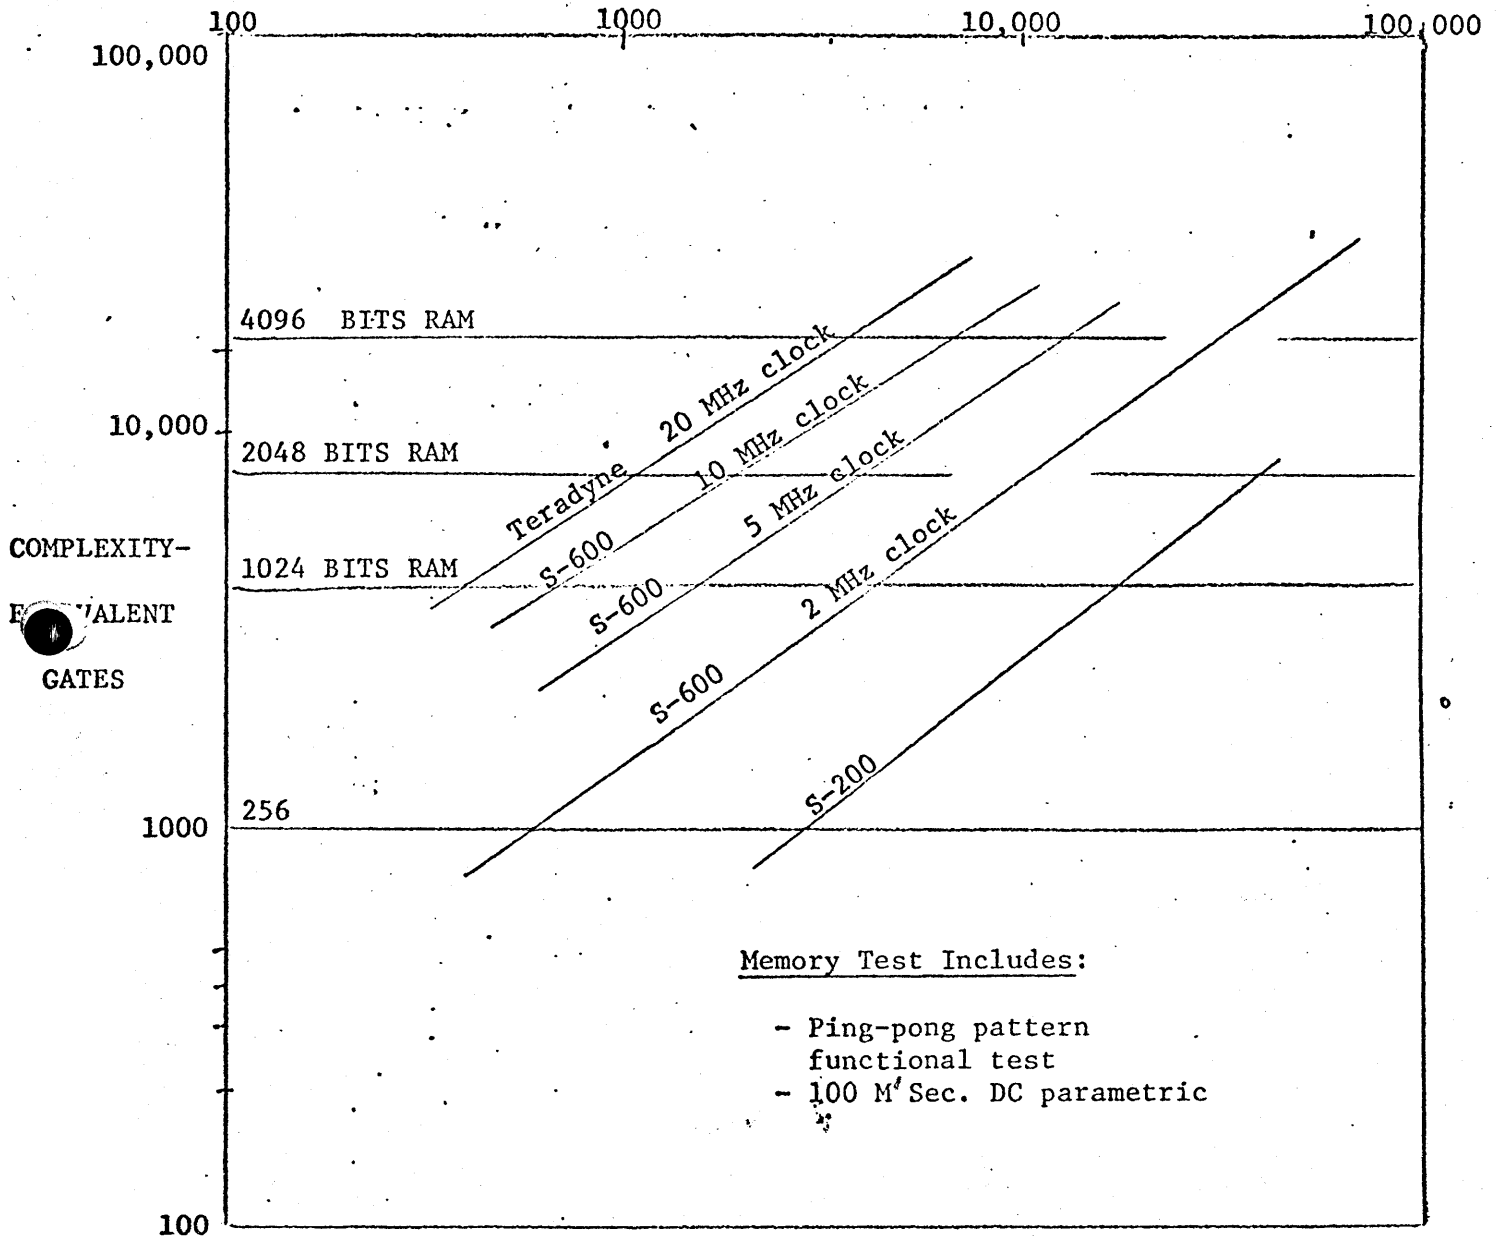 100 1000 10,000 100,000
100,000
4096 BITS RAM
20 MHz clock
10 MHz clock
10,000
2048 BITS RAM
5 MHz clock
Teradyne
2 MHz clock
COMPLEXITY-
1024 BITS RAM
S-600
S-600
GATES
S-600
S-200
256
1000
Memory Test Includes:
- Ping-pong pattern
functional test
- 100 M'Sec. DC parametric
100